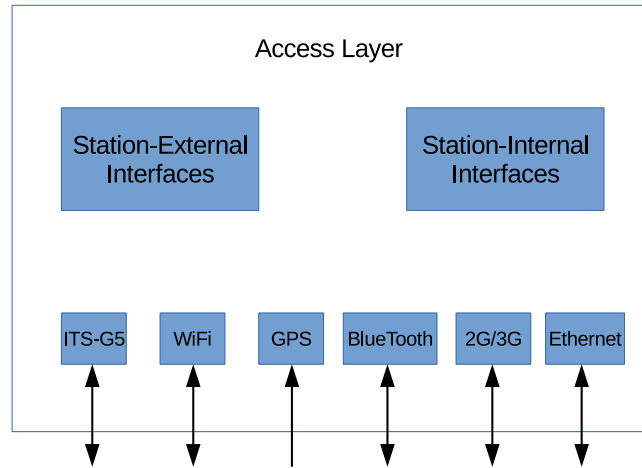 Access Layer
Station-External
Interfaces
Station-Internal
Interfaces
ITS-G5
WiFi
GPS
BlueTooth
2G/3G
Ethernet